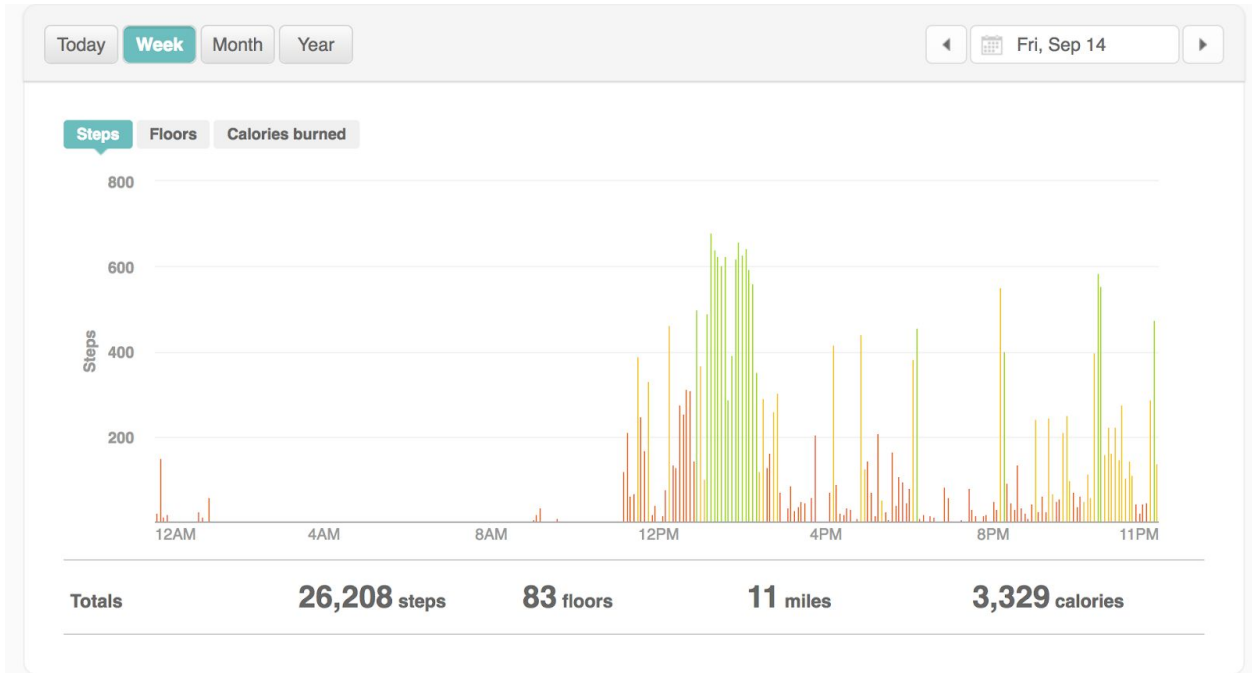 Today Week Month Year Fri, Sep 14
Steps Floors Calories burned
800
600
400
200
Steps
12AM 4AM 8AM 12PM 4PM 8PM 11PM
Totals 26,208 steps 83 floors 11 miles 3,329 calories